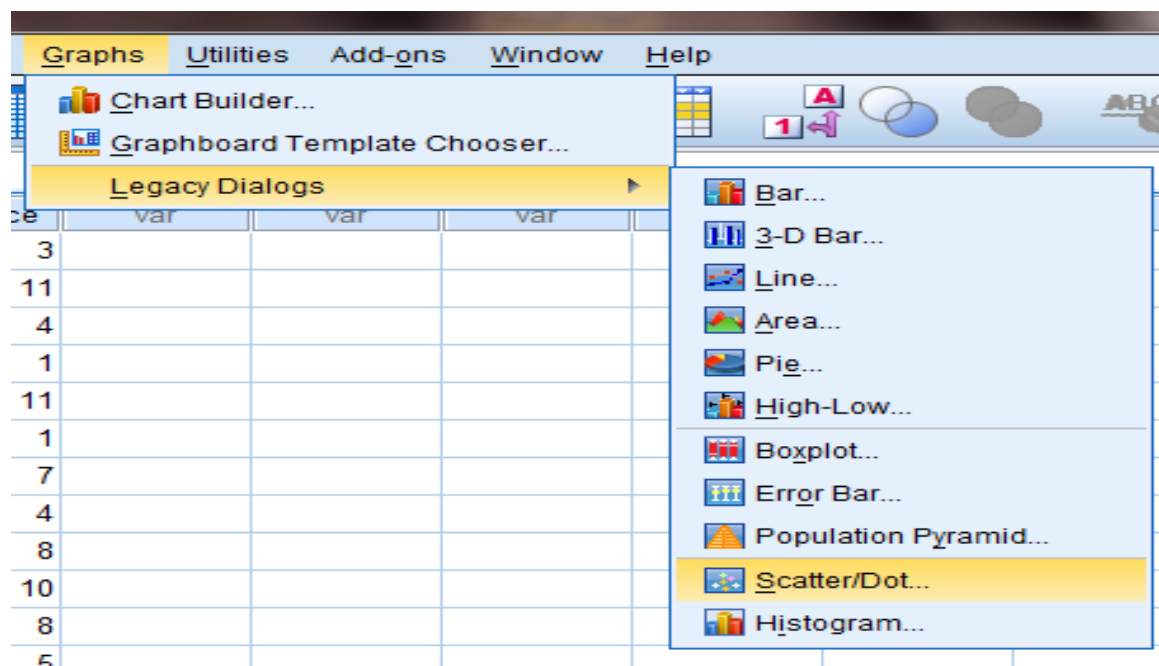 Graphs Utilities Add-ons Window Help
Chart Builder...
Graphboard Template Chooser...
A
1
Legacy Dialogs
Bar...
3-D Bar...
Line...
Area...
Pie...
High-Low...
Boxplot...
Error Bar...
Population Pyramid...
Scatter/Dot...
Histogram...
var var var
3
11
4
1
11
1
7
4
8
10
8
5